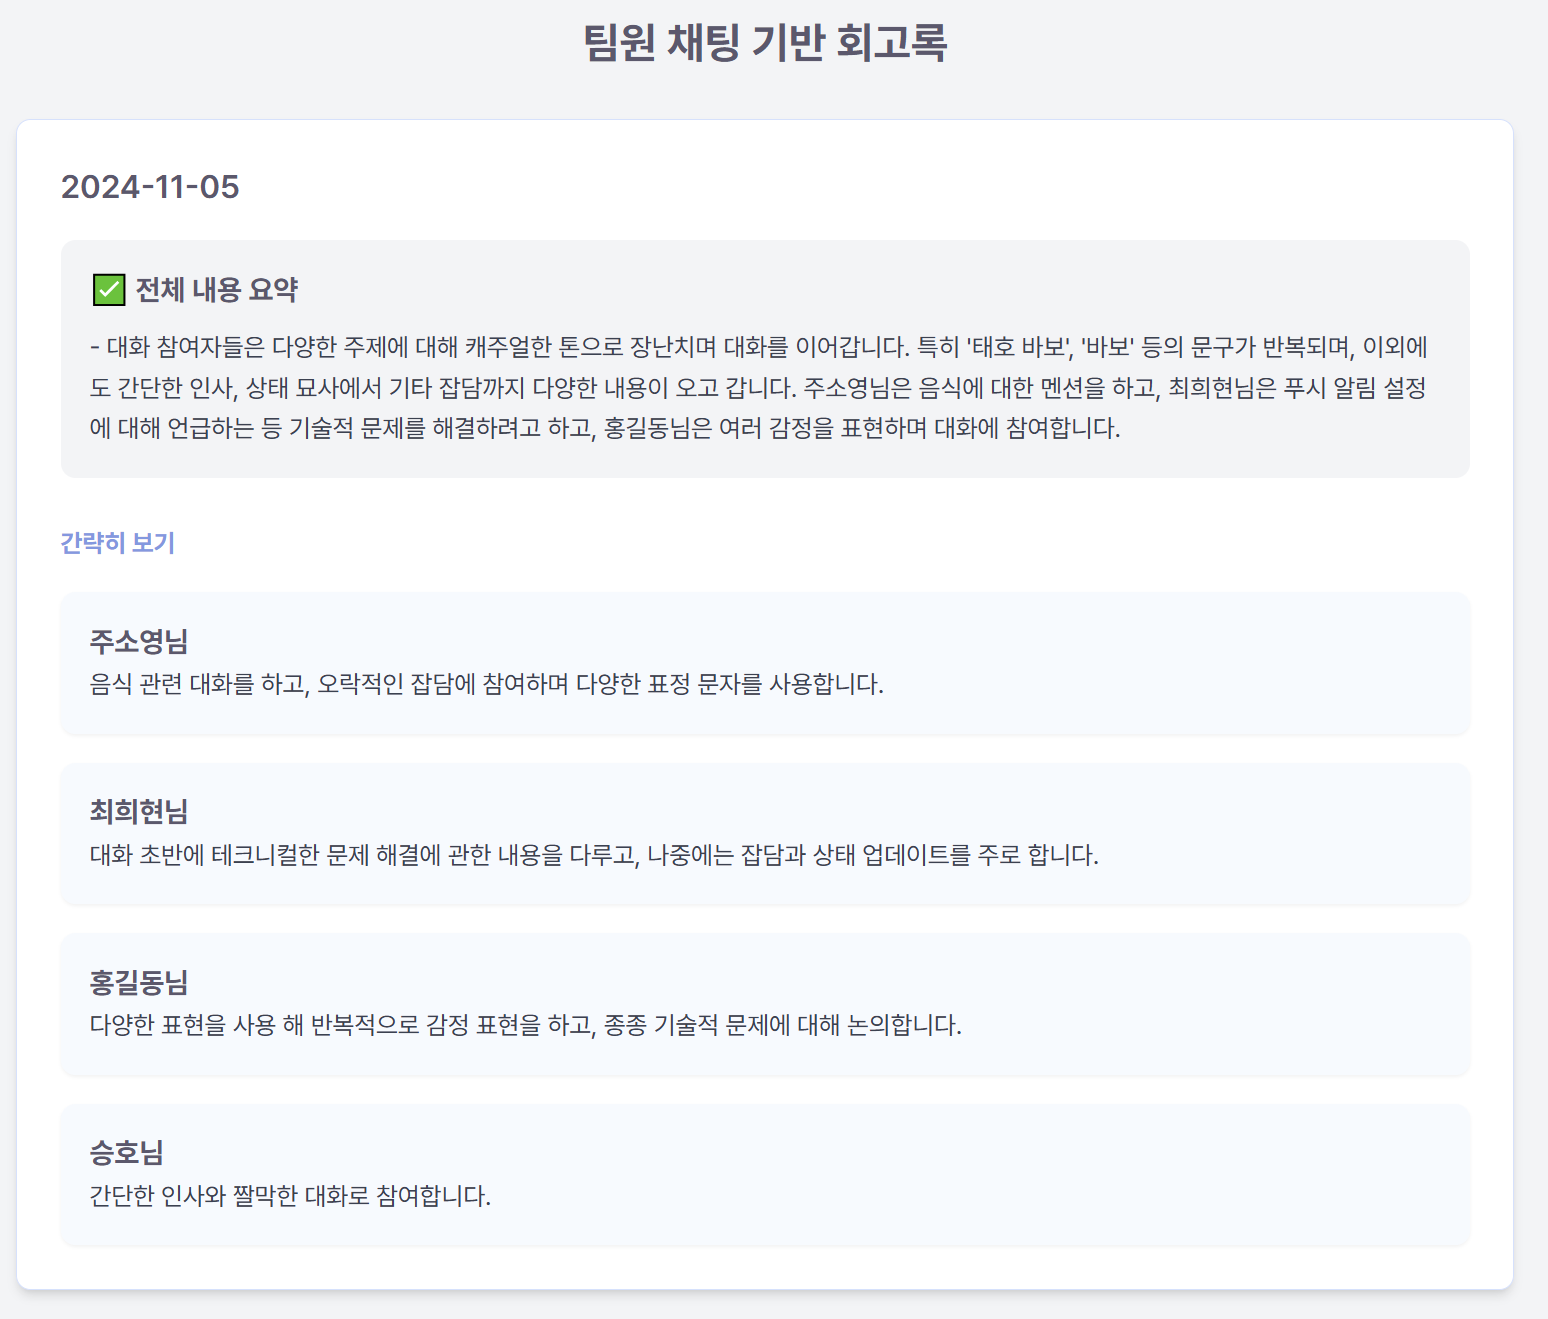 팀원 채팅 기반 회고록
2024-11-05
✅ 전체 내용 요약
- 대화 참여자들은 다양한 주제에 대해 캐주얼한 톤으로 장난치며 대화를 이어갑니다. 특히 '태호 바보', '바보' 등의 문구가 반복되며, 이외에
도 간단한 인사, 상태 묘사에서 기타 잡담까지 다양한 내용이 오고 갑니다. 주소영님은 음식에 대한 멘션을 하고, 최희현님은 푸시 알림 설정
에 대해 언급하는 등 기술적 문제를 해결하려고 하고, 홍길동님은 여러 감정을 표현하며 대화에 참여합니다.
간략히 보기
주소영님
음식 관련 대화를 하고, 오락적인 잡담에 참여하며 다양한 표정 문자를 사용합니다.
최희현님
대화 초반에 테크니컬한 문제 해결에 관한 내용을 다루고, 나중에는 잡담과 상태 업데이트를 주로 합니다.
홍길동님
다양한 표현을 사용 해 반복적으로 감정 표현을 하고, 종종 기술적 문제에 대해 논의합니다.
승호님
간단한 인사와 짤막한 대화로 참여합니다.